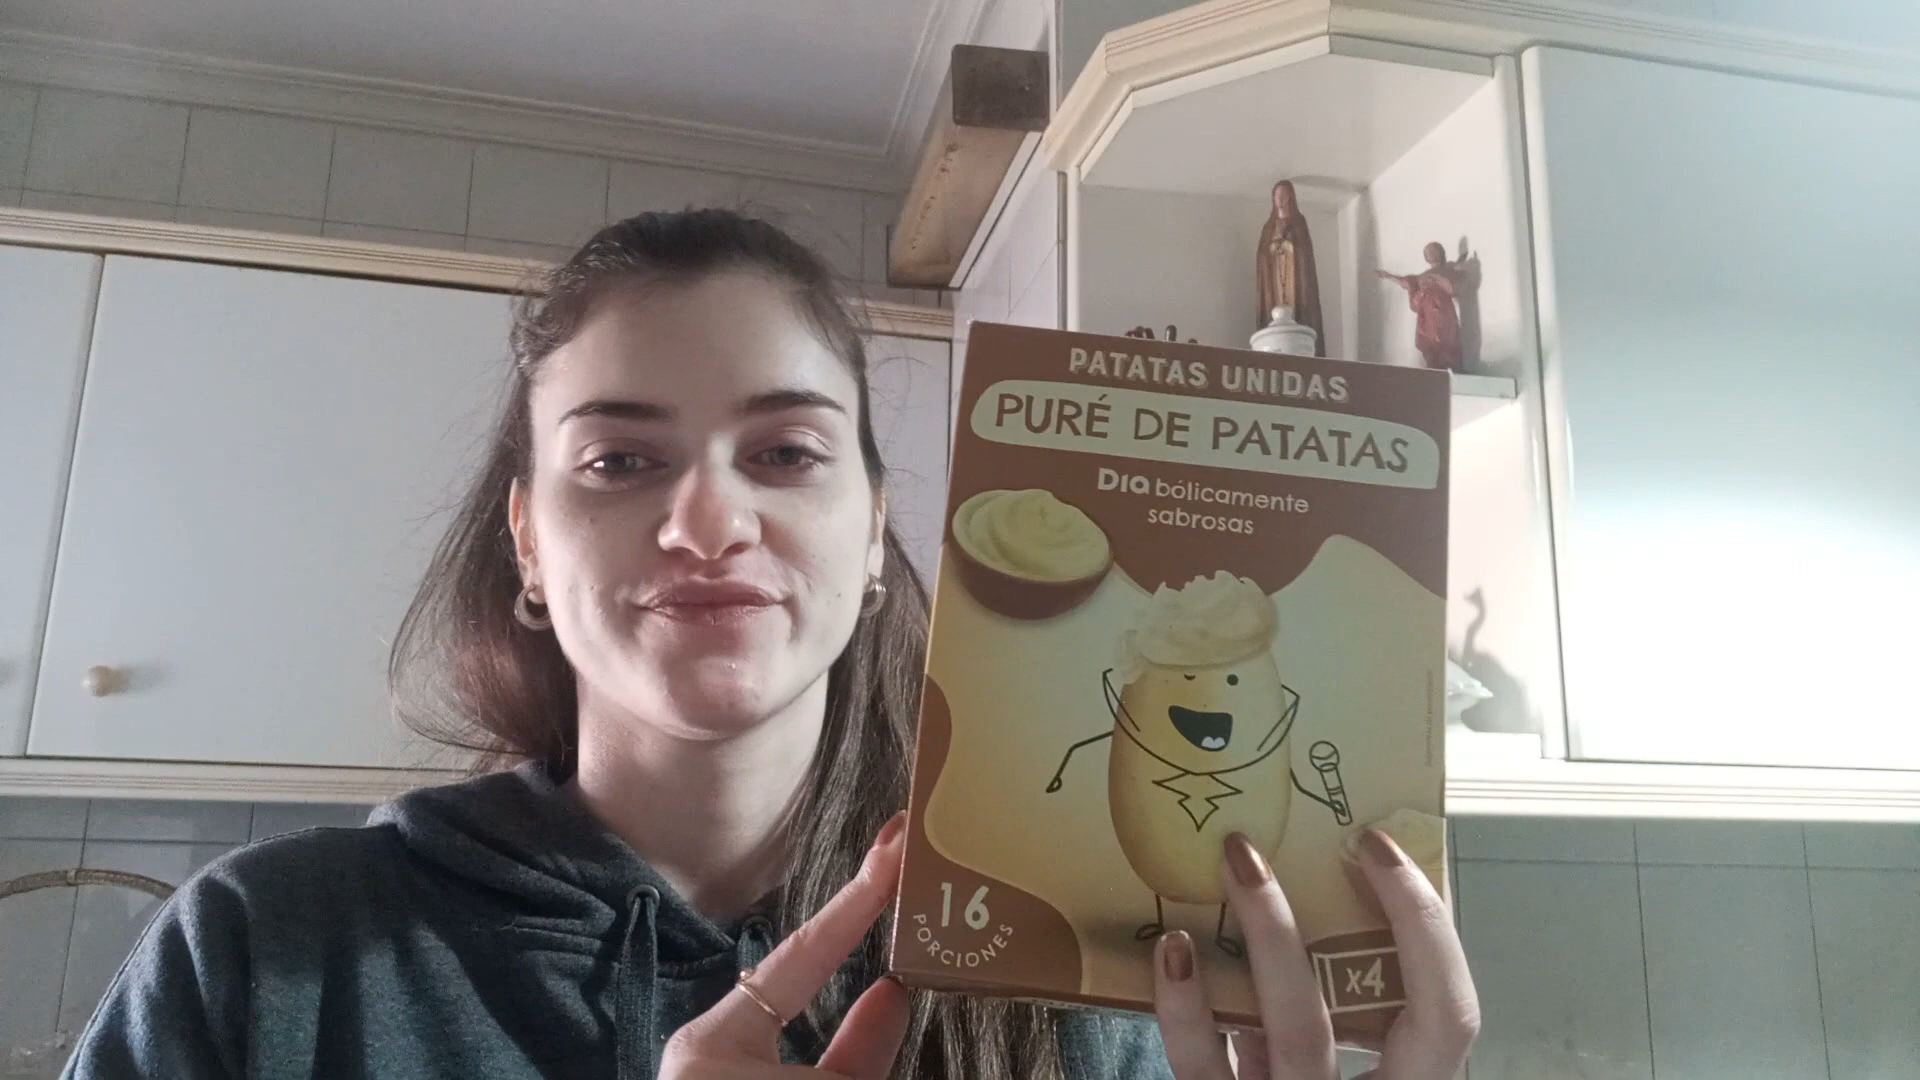 PATATAS UNIDAS
PURÉ DE PATATAS
Dia bólicamente
sabrosas
16
PORCIONES
x4